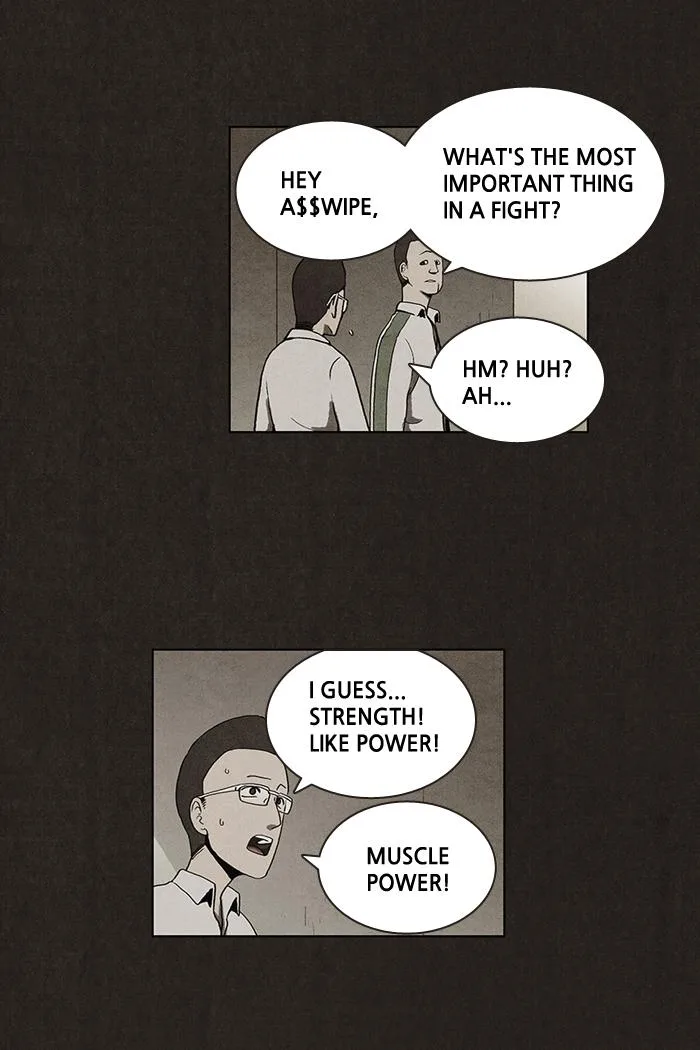 HEY
A$$WIPE,
WHAT'S THE MOST
IMPORTANT THING
IN A FIGHT?
HM? HUH?
AH...
I GUESS...
STRENGTH!
LIKE POWER!
MUSCLE
POWER!